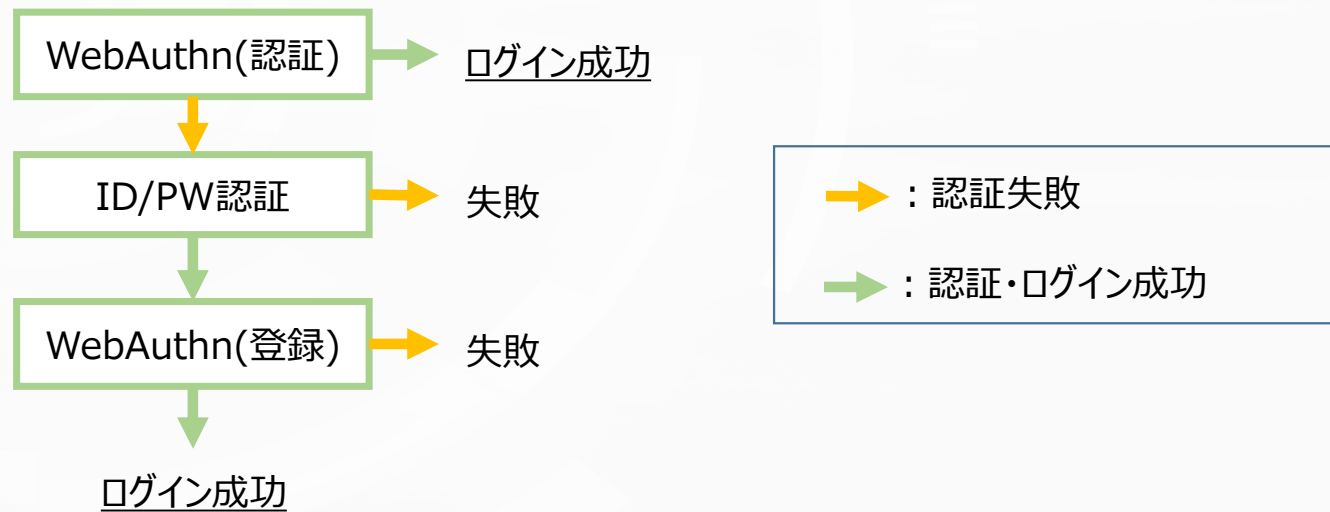 WebAuthn(認証)
ログイン成功
ID/PW認証
失敗
WebAuthn(登録)
失敗
ログイン成功
：認証失敗
：認証・ログイン成功